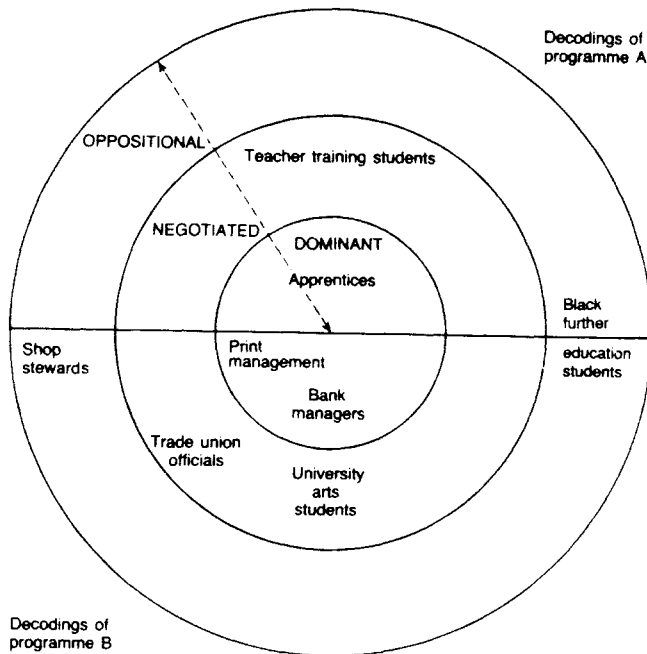 Decodings of
programme A
OPPOSITIONAL
Teacher training students
NEGOTIATED
DOMINANT
Apprentices
Black
further
education
students
Shop
stewards
Print
management
Bank
managers
Trade union
officials
University
arts
students
Decodings of
programme B